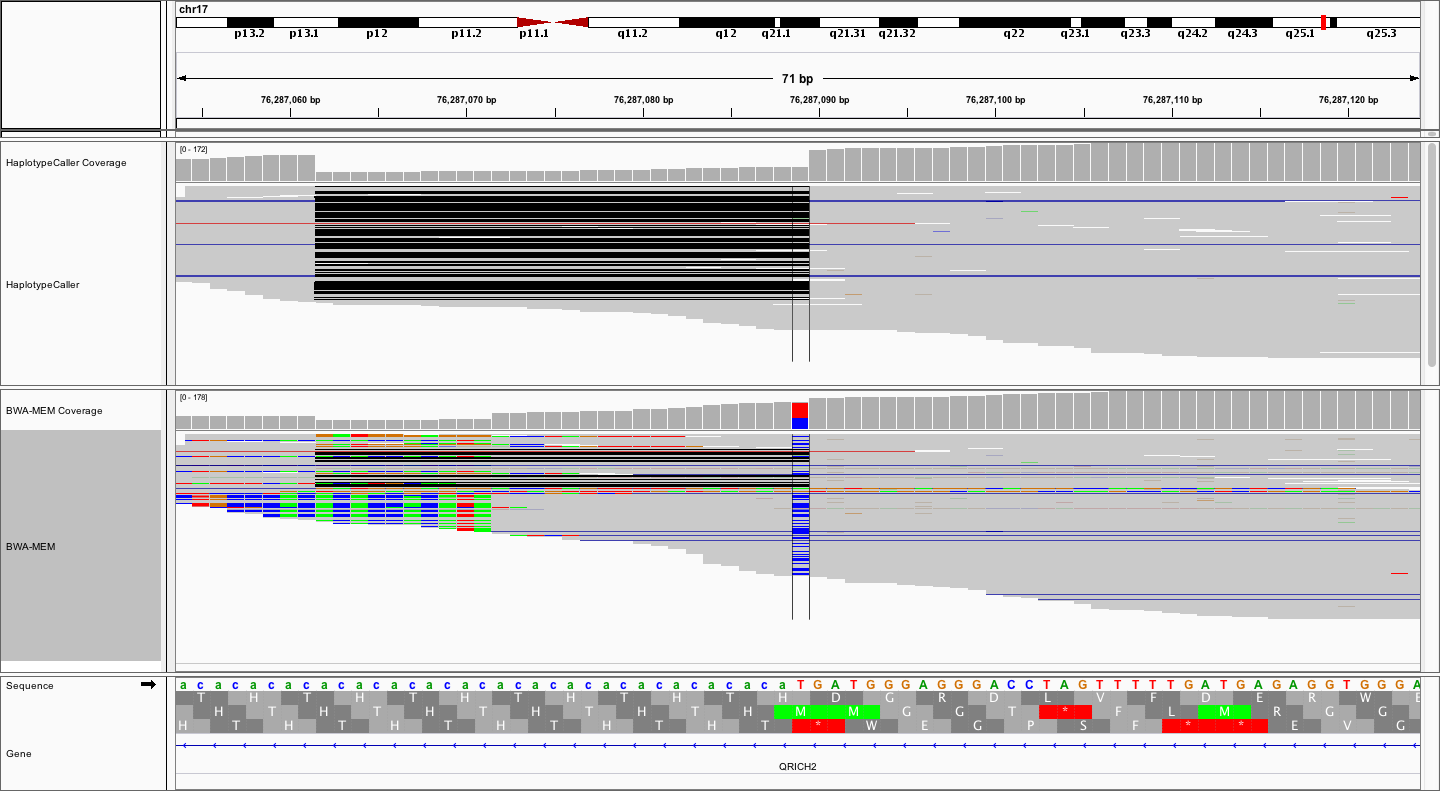 chr17
p13.2 p13.1 p12 p11.2 p11.1 q11.2 q12 q21.1 q21.31 q21.32 q22 q23.1 q23.3 q24.2 q24.3 q25.1 q25.3
71 bp
76,287,060 bp 76,287,070 bp 76,287,080 bp 76,287,090 bp 76,287,100 bp 76,287,110 bp 76,287,120 bp
[0 - 172]
HaplotypeCaller Coverage
HaplotypeCaller
[0 - 178]
BWA-MEM Coverage
BWA-MEM
Sequence a c a c a c a c a c a c a c a c a c a c a c a c a c a c a c a c a c a T G A T G G G A G G G A C C T A G T T T T T G A T G A G A G G T G G G A
T H T H T H T H T H T H D G R D L V F D E R W E
H T H T H T H T H T H M M G G T * F L M R G G
H T H T H T H T H T H T * W E G P S F * * E V G
Gene
QRICH2